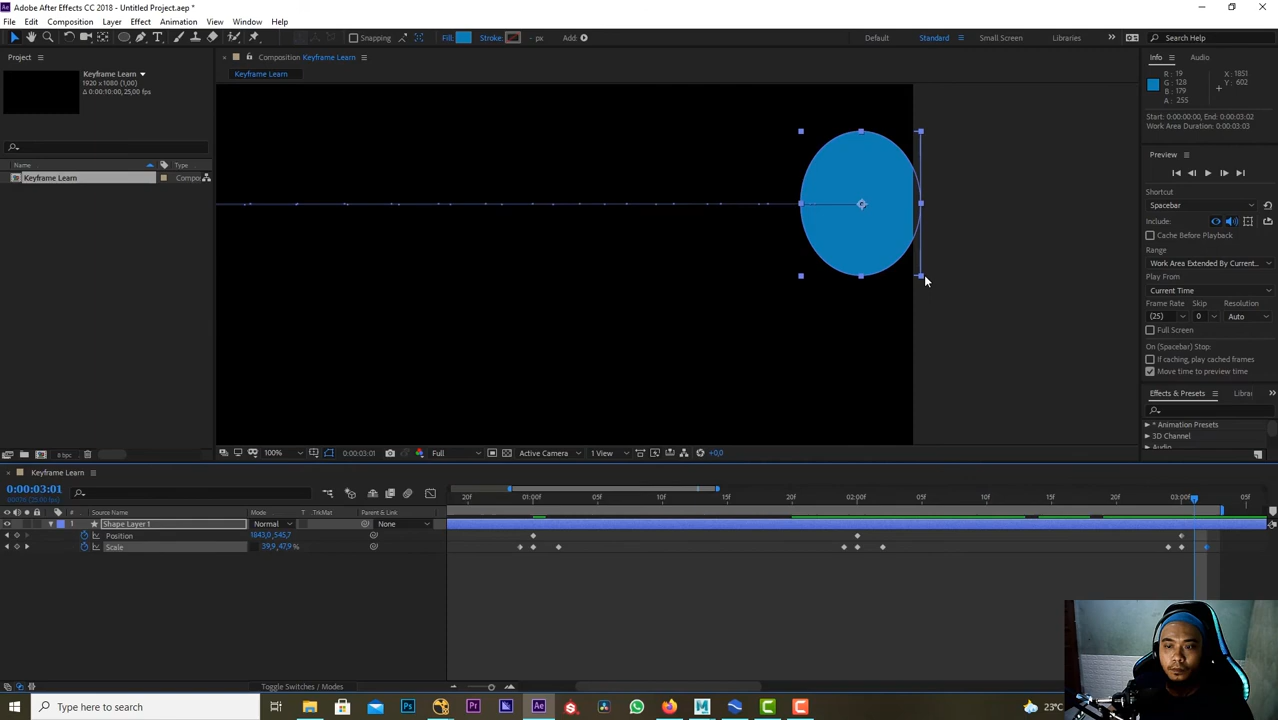 Adobe After Effects CC 2018 - Untitled Project.aep *
File Edit Composition Layer Effect Animation View Window Help
Snapping Fill: Stroke: - px Add: Default Standard Small Screen Libraries Search Help
Project Composition Keyframe Learn Info Audio
Keyframe Learn
Keyframe Learn
1920 x 1080 (1,00)
Δ 0:00:10:00, 25,00 fps
R : 19
G : 128
B : 179
A : 255
X : 1851
Y : 602
Start: 0:00:00:00, End: 0:00:03:02
Work Area Duration: 0:00:03:03
Preview
Name Type
Keyframe Learn Compo
Shortcut
Spacebar
Include:
Cache Before Playback
Range
Work Area Extended By Current...
Play From
Current Time
Frame Rate Skip Resolution
(25) 0 Auto
Full Screen
On (Spacebar) Stop:
If caching, play cached frames
Move time to preview time
Effects & Presets Librai
* Animation Presets
3D Channel
Audio
8 bpc 100% 0:00:03:01 Full Active Camera 1 View +0,0
Keyframe Learn
0:00:03:01
20f 01:00f 05f 10f 15f 20f 02:00f 05f 10f 15f 20f 03:00f 05f
# Source Name Mode T .TrkMat Parent & Link
1 Shape Layer 1 Normal None
Position 1843,0,545,7
Scale 39,9,47,9%
Toggle Switches / Modes
Type here to search 23°C